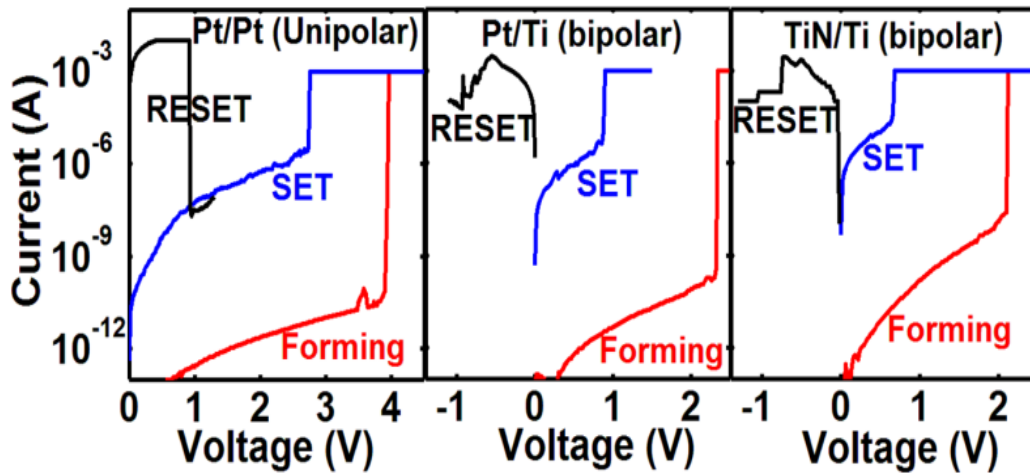 Current (A)
10-3
10-6
10-9
10-12
Pt/Pt (Unipolar)
RESET
SET
Forming
0 1 2 3 4
Voltage (V)
Pt/Ti (bipolar)
RESET
SET
Forming
-1 0 1 2
Voltage (V)
TiN/Ti (bipolar)
RESET
SET
Forming
-1 0 1 2
Voltage (V)